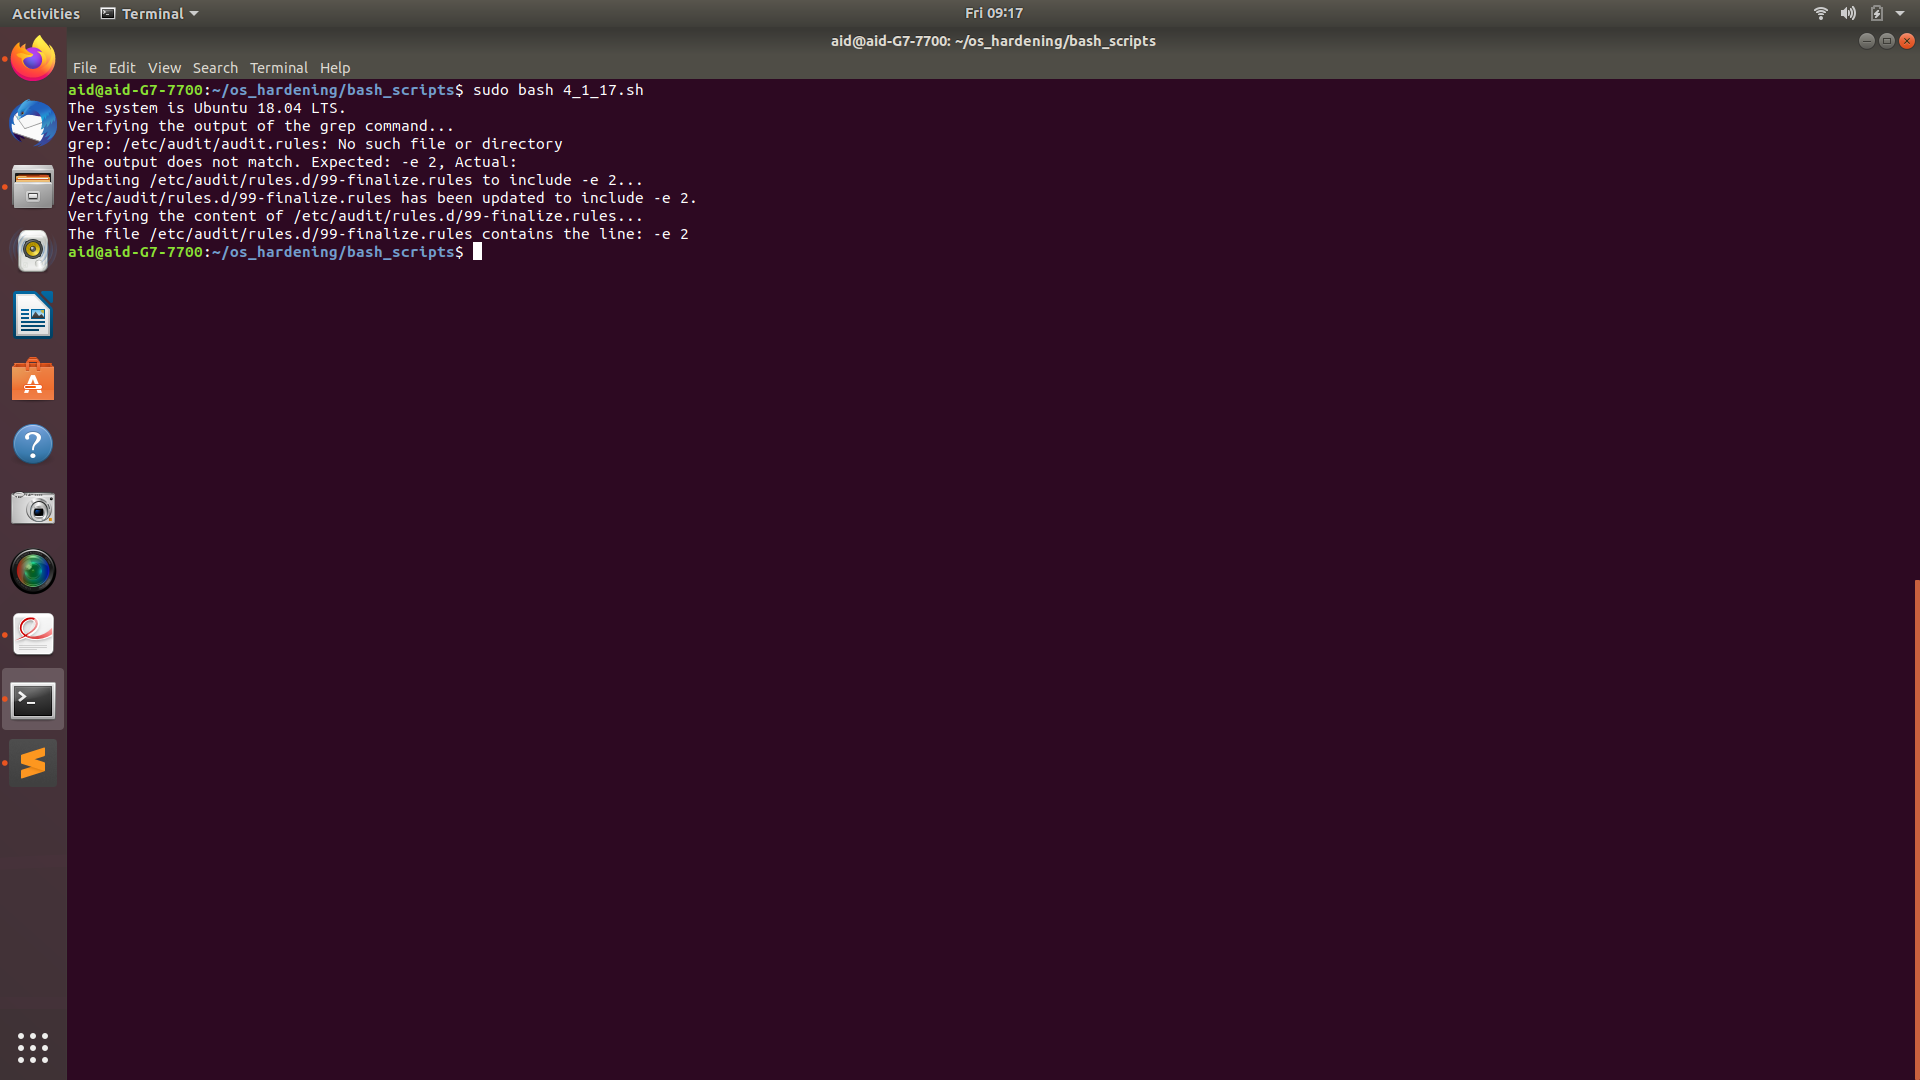 Activities
Terminal
Fri 09:17
aid@aid-G7-7700: ~/os_hardening/bash_scripts
File Edit View Search Terminal Help
aid@aid-G7-7700:~/os_hardening/bash_scripts$ sudo bash 4_1_17.sh
The system is Ubuntu 18.04 LTS.
Verifying the output of the grep command...
grep: /etc/audit/audit.rules: No such file or directory
The output does not match. Expected: -e 2, Actual:
Updating /etc/audit/rules.d/99-finalize.rules to include -e 2...
/etc/audit/rules.d/99-finalize.rules has been updated to include -e 2.
Verifying the content of /etc/audit/rules.d/99-finalize.rules...
The file /etc/audit/rules.d/99-finalize.rules contains the line: -e 2
aid@aid-G7-7700:~/os_hardening/bash_scripts$